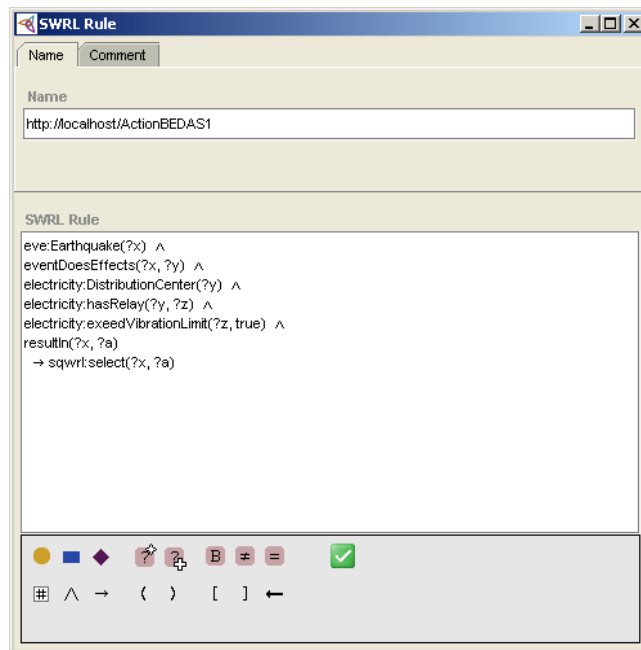 SWRL Rule
Name Comment
Name
http://localhost/ActionBEDAS1
SWRL Rule
eve:Earthquake(?x) ∧
eventDoesEffects(?x, ?y) ∧
electricity:DistributionCenter(?y) ∧
electricity:hasRelay(?y, ?z) ∧
electricity:exeedVibrationLimit(?z, true) ∧
resultIn(?x, ?a)
→ sqwrl:select(?x, ?a)
? ? B ≠ =
# ∧ → ( ) [ ] ←